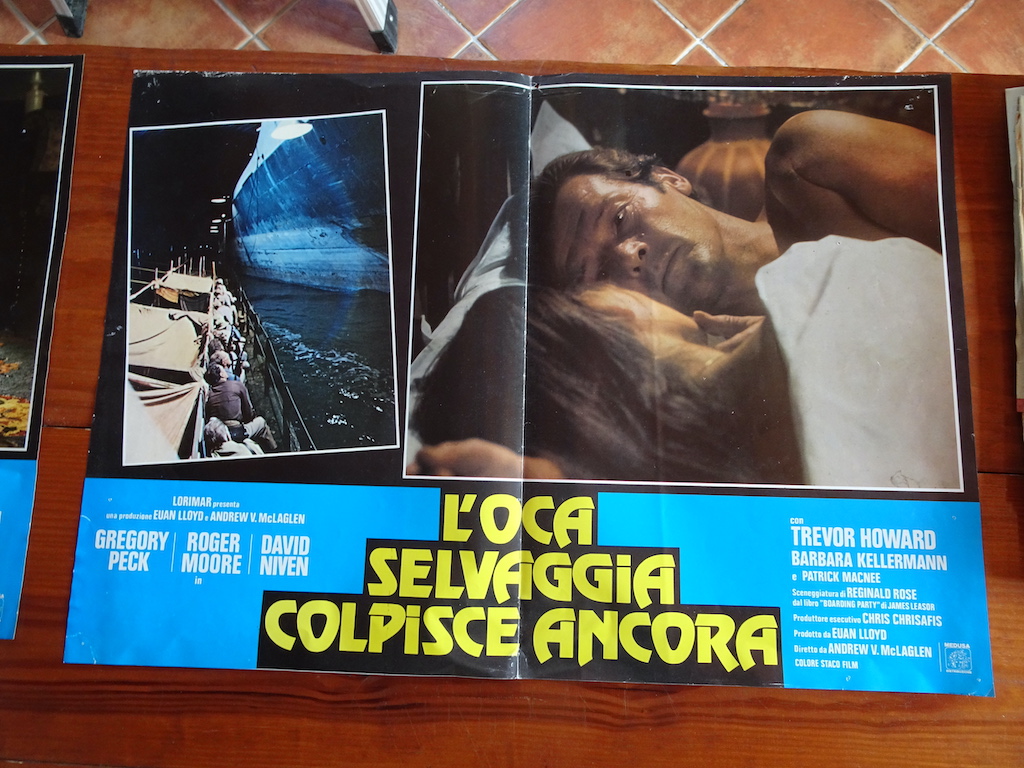 LORIMAR presenta
una produzione EUAN LLOYD e ANDREW V. McLAGLEN
GREGORY PECK
ROGER MOORE
DAVID NIVEN
in
L'OCA
SELVAGGIA
COLPISCE ANCORA
con
TREVOR HOWARD
BARBARA KELLERMANN
e PATRICK MACNEE
Sceneggiatura di REGINALD ROSE
dal libro "BOARDING PARTY" di JAMES LEASOR
Produttore esecutivo CHRIS CHRISAFIS
Prodotto da EUAN LLOYD
Diretto da ANDREW V. McLAGLEN
COLORE STACO FILM
MEDUSA